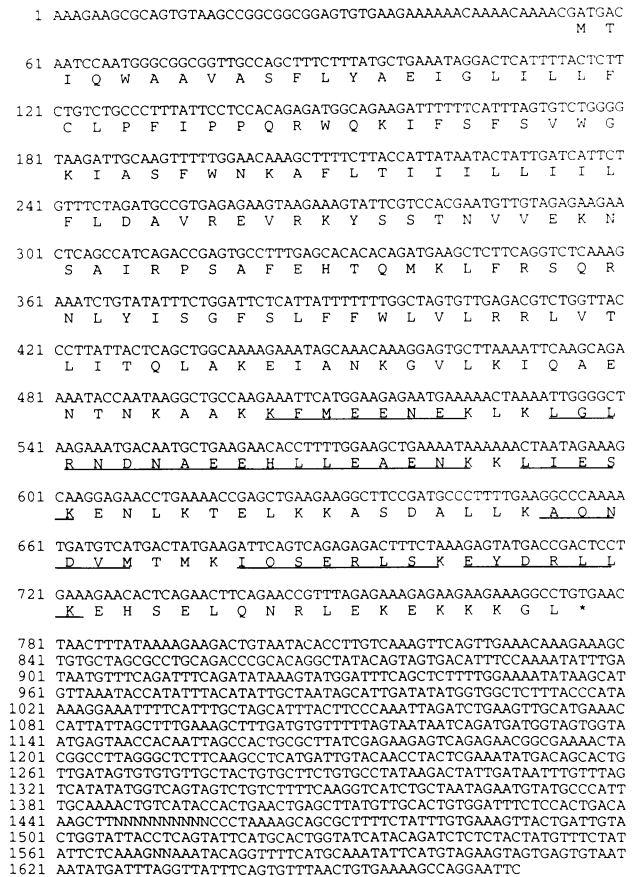 1 AAAGAAGCGCAGTGTAAGCCGGCGGCGGAGTGTGAAGAAAAAACAAAACAAAACGATGAC
M T
61 AATCCAATGGGCGGCGGTTGCCAGCTTTCTTTATGCTGAAATAGGACTCATTTTACTCTT
I Q W A A V A S F L Y A E I G L I L L F
121 CTGTCTGCCCTTTATTCCTCCACAGAGATGGCAGAAGATTTTTTCATTTAGTGTCTGGGG
C L P F I P P Q R W Q K I F S F S V W G
181 TAAGATTGCAAGTTTTTGGAACAAAGCTTTTCTTACCATTATAATACTATTGATCATTCT
K I A S F W N K A F L T I I I L L I I L
241 GTTTCTAGATGCCGTGAGAGAAGTAAGAAAGTATTCGTCCACGAATGTTGTAGAGAAGAA
F L D A V R E V R K Y S S T N V V E K N
301 CTCAGCCATCAGACCGAGTGCCTTTGAGCACACACAGATGAAGCTCTTCAGGTCTCAAAG
S A I R P S A F E H T Q M K L F R S Q R
361 AAATCTGTATATTTCTGGATTCTCATTATTTTTTTGGCTAGTGTTGAGACGTCTGGTTAC
N L Y I S G F S L F F W L V L R R L V T
421 CCTTATTACTCAGCTGGCAAAAGAAATAGCAAACAAAGGAGTGCTTAAAATTCAAGCAGA
L I T Q L A K E I A N K G V L K I Q A E
481 AAATACCAATAAGGCTGCCAAGAAATTCATGGAAGAGAATGAAAAACTAAAATTGGGGCT
N T N K A A K K F M E E N E K L K L G L
541 AAGAAATGACAATGCTGAAGAACACCTTTTGGAAGCTGAAAATAAAAAACTAATAGAAAG
R N D N A E E H L L E A E N K K L I E S
601 CAAGGAGAACCTGAAAACCGAGCTGAAGAAGGCTTCCGATGCCCTTTTGAAGGCCCAAAA
K E N L K T E L K K A S D A L L K A Q N
661 TGATGTCATGACTATGAAGATTCAGTCAGAGAGACTTTCTAAAGAGTATGACCGACTCCT
D V M T M K I Q S E R L S K E Y D R L L
721 GAAAGAACACTCAGAACTTCAGAACCGTTTAGAGAAAGAGAAGAAGAAAGGCCTGTGAAC
K E H S E L Q N R L E K E K K K G L *
781 TAACTTTATAAAAGAAGACTGTAATACACCTTGTCAAAGTTCAGTTGAAACAAAGAAAGC
841 TGTGCTAGCGCCTGCAGACCCGCACAGGCTATACAGTAGTGACATTTCCAAAATATTTGA
901 TAATGTTTCAGATTTCAGATATAAAGTATGGATTTCAGCTCTTTTGGAAAATATAAGCAT
961 GTTAAATACCATATTTACATATTGCTAATAGCATTGATATATGTGGTGGCTCTTTACCCATA
1021 AAAGGAAATTTTCATTTGCTAGCATTTACTTCCCAAATTAGATCTGAAGTTGCATGAAAC
1081 CATTATTAGCTTTGAAAGCTTTGATGTGTTTTTAGTAATAATCAGATGATGGTAGTGGTA
1141 ATGAGTAACCACAATTAGCCACTGCGCTTATCGAGAAGAGTCAGAGAACGGCGAAAACTA
1201 CGGCCTTAGGGCTCTTCAAGCCTCATGATTGTACAACCTACTCGAAATATGACAGCACTG
1261 TTGATAGTGTGTGTTGCTACTGTGCTTCTGTGCCTATAAGACTATTGATAATTTGTTTAG
1321 TCATATATGGTCAGTAGTCTGTCTTTTCAAGGTCATCTGCTAATAGAATGTATGCCCATT
1381 TGCAAAACTGTCATACCACTGAACTGAGCTTATGTTGCACTGTGGATTTCTCCACTGACA
1441 AAGCTTNNNNNNNNNNNCCCTAAAAGCAGCGCTTTTCTATTTGTGAAAGTTACTGATTGTA
1501 CTGGTATTACCTCAGTATTCATGCACTGGTATCATACAGATCTCTCTACTATGTTTCTAT
1561 ATTCTCAAAGNNAAATACAGGTTTTCATGCAAATATTCATGTAGAAGTAGTGAGTGTAAT
1621 AATATGATTTAGGTTATTTCAGTGTTTAACTGTGAAAAGCCAGGAATTC